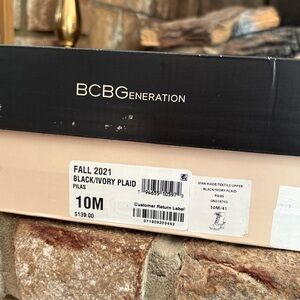 BCBGENERATION
FALL 2021
BLACK/IVORY PLAID
PILAS
10M
$139.00
Customer Return Label
MAN MADE/TEXTILE UPPER
BLACK/IVORY PLAID
PILAS
10M/41